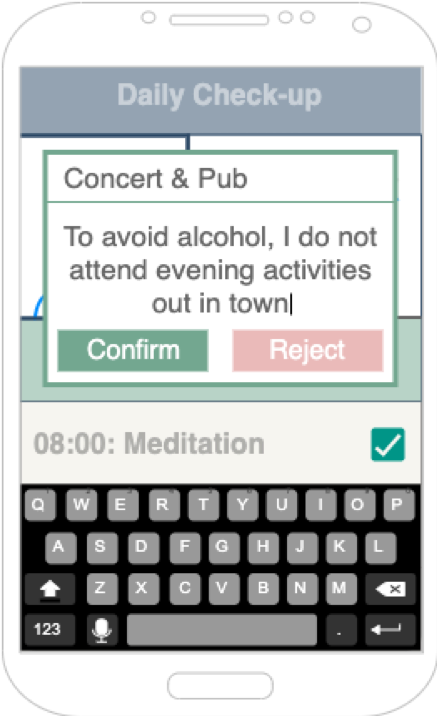 Daily Check-up
Concert & Pub
To avoid alcohol, I do not
attend evening activities
out in town
Confirm Reject
08:00: Meditation
Q W E R T Y U I O P
A S D F G H J K L
Z X C V B N M
123 .